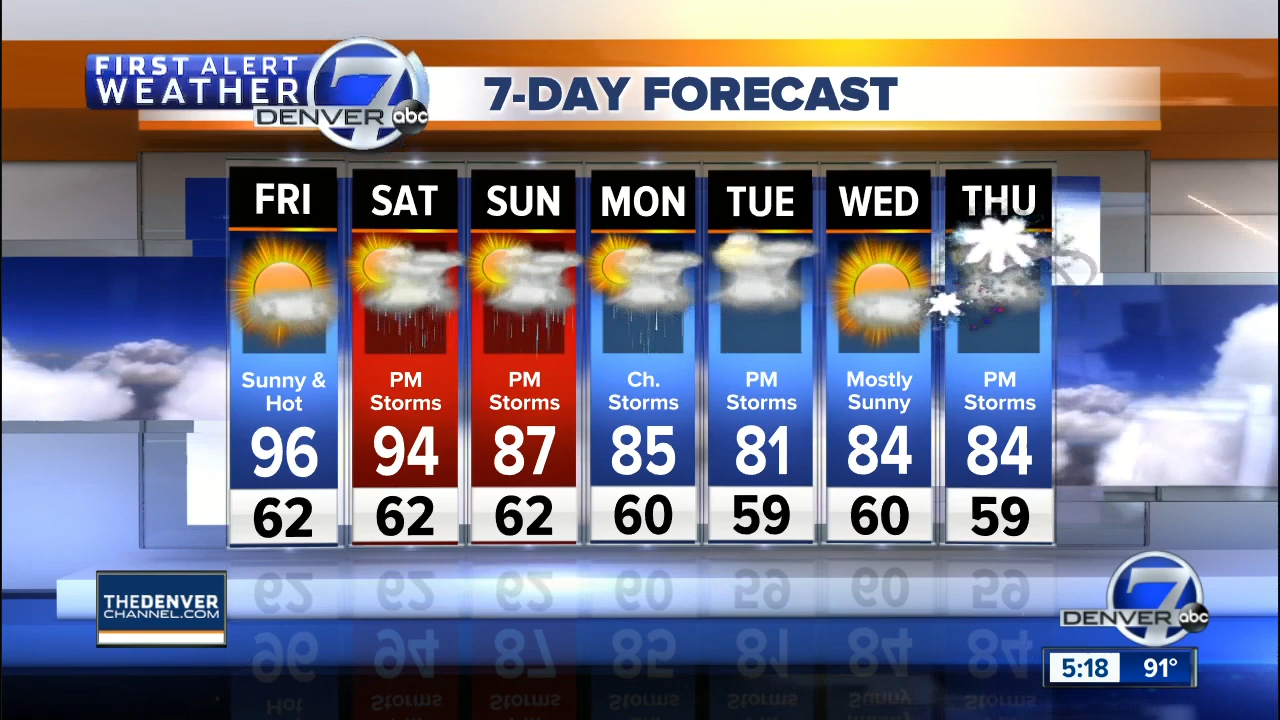 FIRST ALERT
WEATHER 7
DENVER abc
7-DAY FORECAST
FRI SAT SUN MON TUE WED THU
Sunny & PM PM Ch. PM Mostly PM
Hot Storms Storms Storms Storms Sunny Storms
96 94 87 85 81 84 84
62 62 62 60 59 60 59
THEDENVER
CHANNEL.COM
7
DENVER abc
5:18 91°